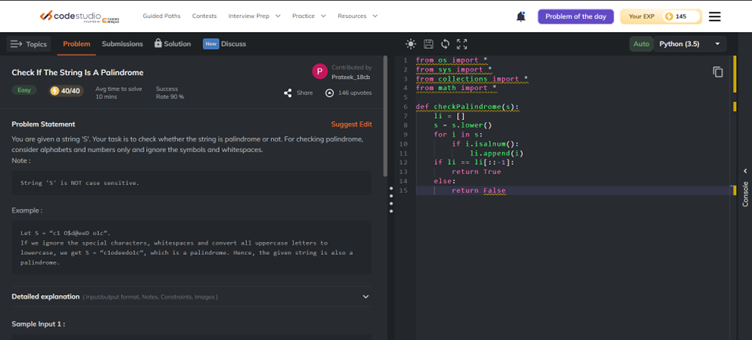 codestudio
Guided Paths Contests Interview Prep Practice Resources
Problem of the day
Your EXP 145
Topics Problem Submissions Solution New Discuss
Auto Python (3.5)
Check If The String Is A Palindrome
P
Contributed by
Prateek_18cb
Easy 40/40 Avg time to solve
10 mins
Success
Rate 90 %
Share 146 upvotes
Problem Statement Suggest Edit
You are given a string 'S'. Your task is to check whether the string is palindrome or not. For checking palindrome,
consider alphabets and numbers only and ignore the symbols and whitespaces.
Note :
String 'S' is NOT case sensitive.
Example :
Let S = "c1 O$d@eeD o1c".
If we ignore the special characters, whitespaces and convert all uppercase letters to
lowercase, we get S = "c1odeedo1c", which is a palindrome. Hence, the given string is also a
palindrome.
Detailed explanation ( Input/output format, Notes, Constraints, Images )
Sample Input 1 :
1 from os import *
2 from sys import *
3 from collections import *
4 from math import *
5
6 def checkPalindrome(s):
7 li = []
8 s = s.lower()
9 for i in s:
10 if i.isalnum():
11 li.append(i)
12 if li == li[::-1]:
13 return True
14 else:
15 return False
Console